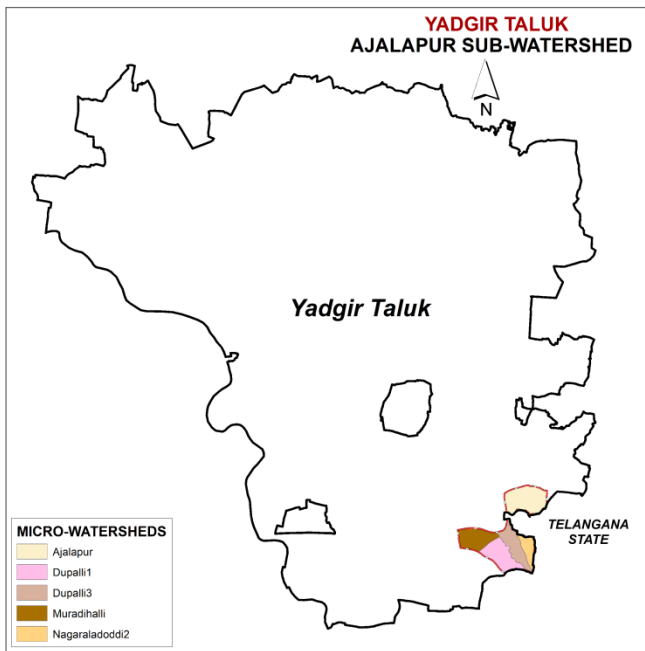 YADGIR TALUK
AJALAPUR SUB-WATERSHED
N
Yadgir Taluk
TELANGANA
STATE
MICRO-WATERSHEDS
Ajalapur
Dupalli1
Dupalli3
Muradihalli
Nagaraladoddi2